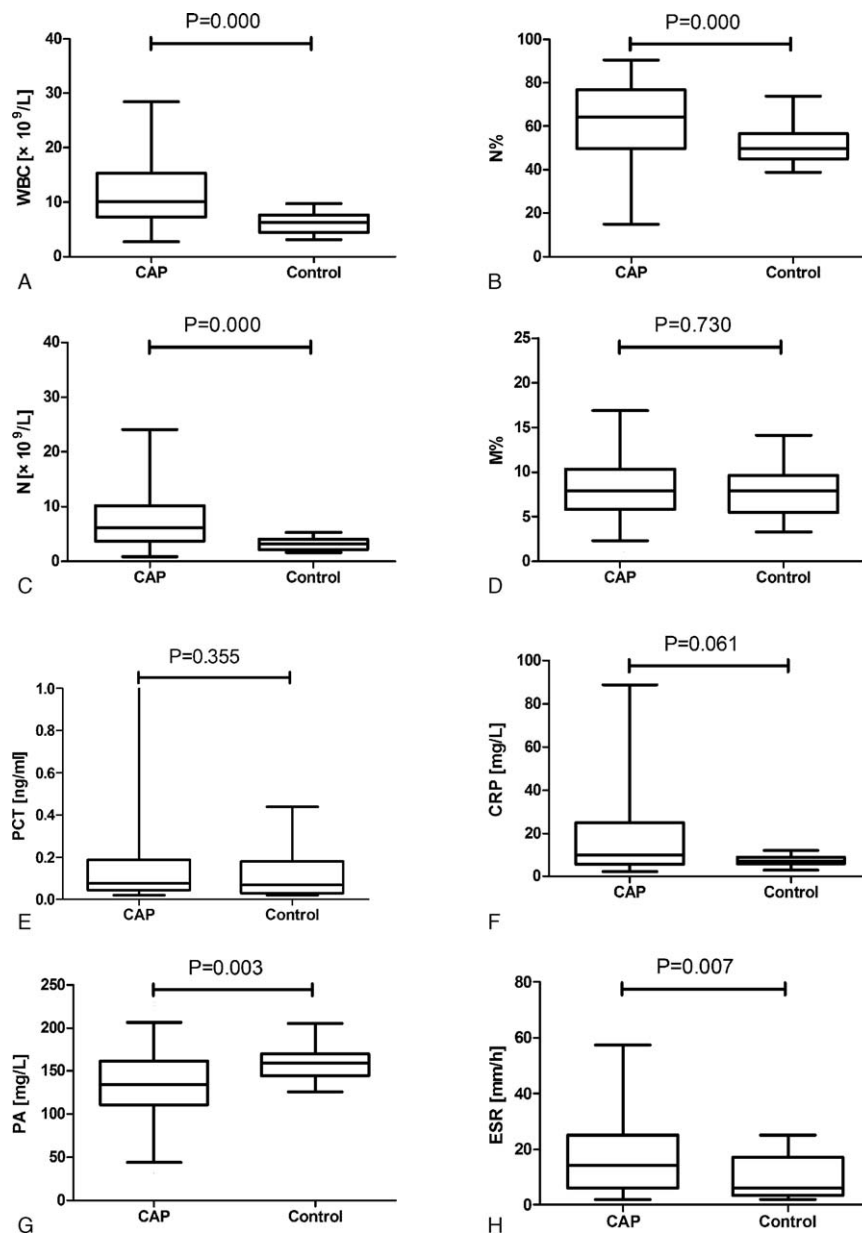 P=0.000
40
30
20
10
0
WBC [× 10⁹/L]
CAP
Control
A
P=0.000
100
80
60
40
20
0
N%
CAP
Control
B
P=0.000
40
30
20
10
0
N [× 10⁹/L]
CAP
Control
C
P=0.730
25
20
15
10
5
0
M%
CAP
Control
D
P=0.355
1.0
0.8
0.6
0.4
0.2
0.0
PCT [ng/ml]
CAP
Control
E
P=0.061
100
80
60
40
20
0
CRP [mg/L]
CAP
Control
F
P=0.003
250
200
150
100
50
0
PA [mg/L]
CAP
Control
G
P=0.007
80
60
40
20
0
ESR [mm/h]
CAP
Control
H